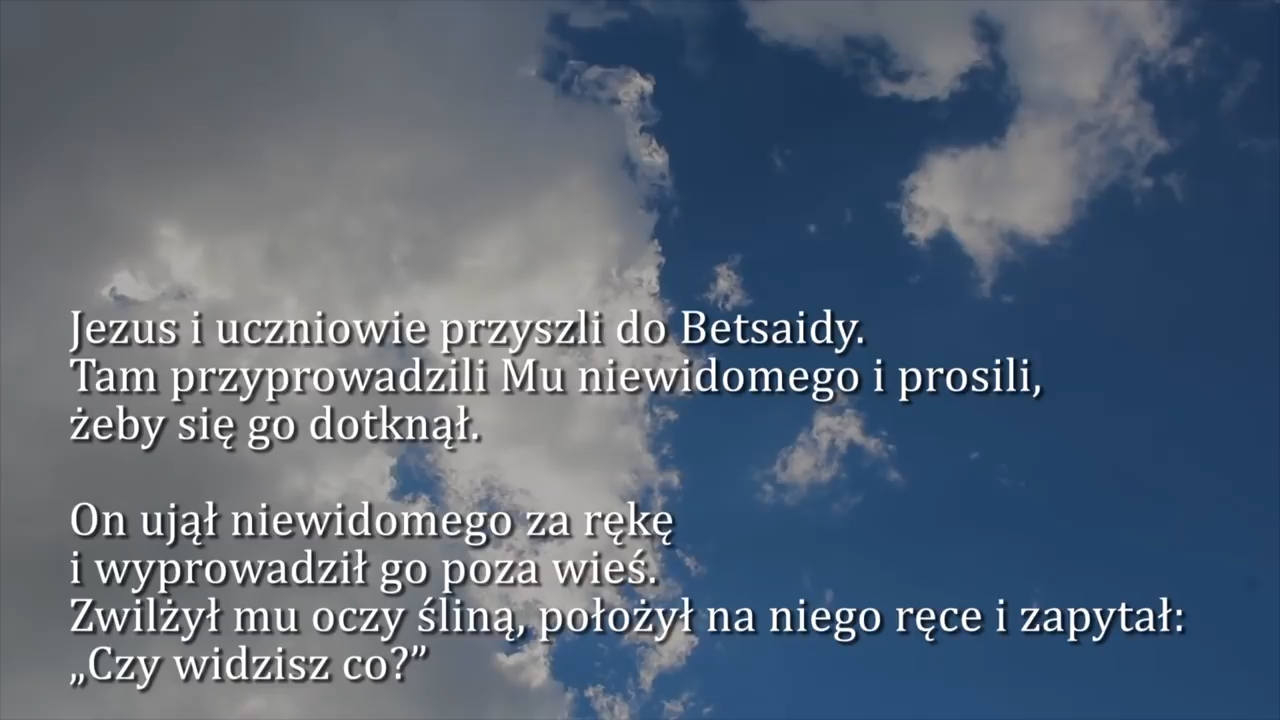 Jezus i uczniowie przyszli do Betsaidy.
Tam przyprowadzili Mu niewidomego i prosili,
żeby się go dotknął.
On ujął niewidomego za rękę
i wyprowadził go poza wieś.
Zwilżył mu oczy śliną, położył na niego ręce i zapytał:
„Czy widzisz co?”